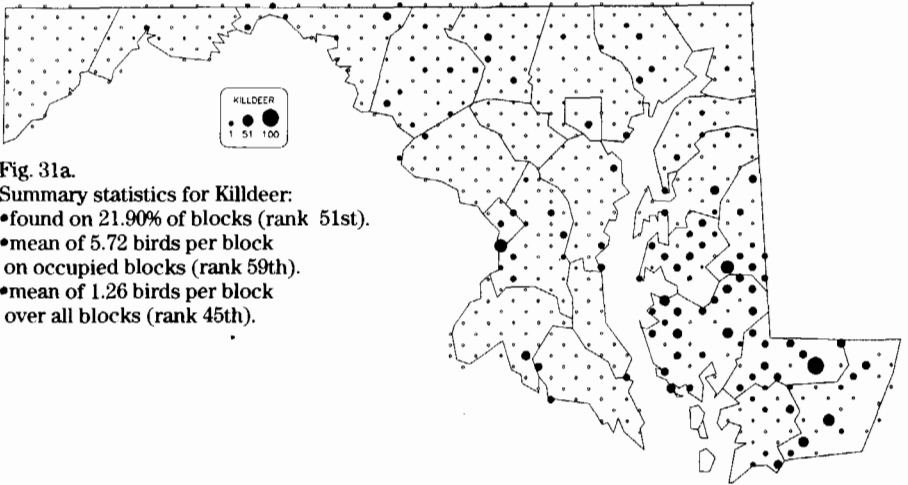 KILLDEER
1 51 100
Fig. 31a.
Summary statistics for Killdeer:
•found on 21.90% of blocks (rank 51st).
•mean of 5.72 birds per block
on occupied blocks (rank 59th).
•mean of 1.26 birds per block
over all blocks (rank 45th).